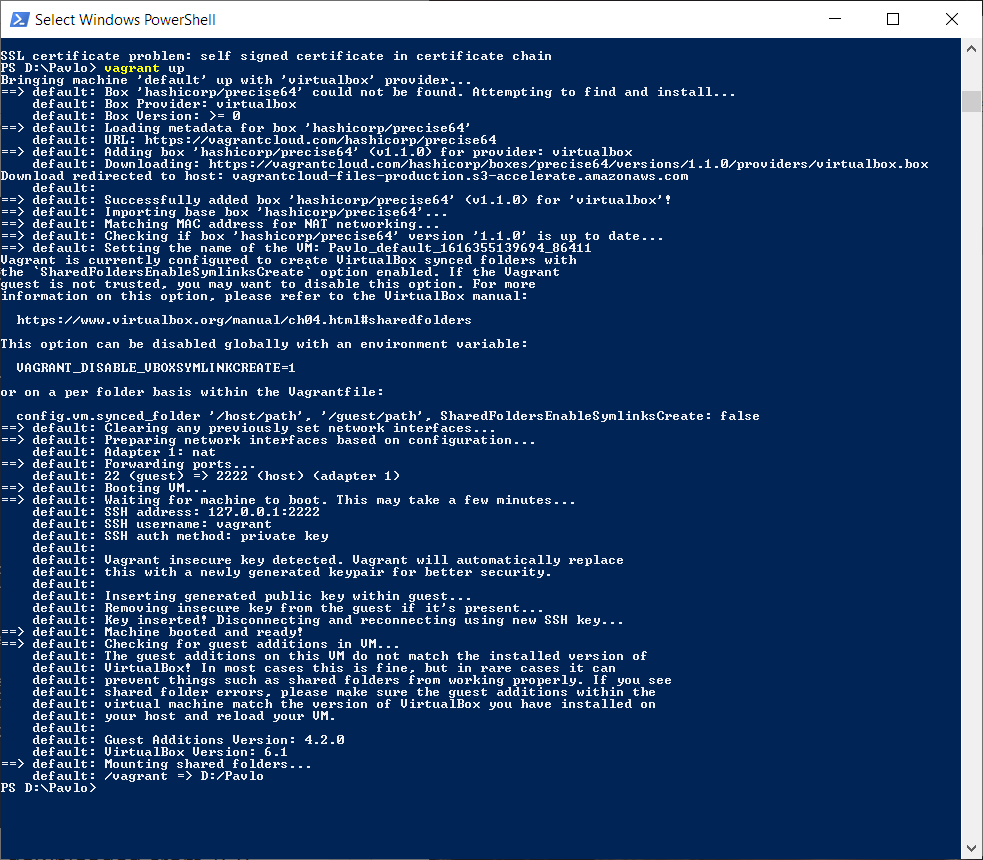 Select Windows PowerShell
SSL certificate problem: self signed certificate in certificate chain
PS D:\Pavlo> vagrant up
Bringing machine 'default' up with 'virtualbox' provider...
==> default: Box 'hashicorp/precise64' could not be found. Attempting to find and install...
    default: Box Provider: virtualbox
    default: Box Version: >= 0
==> default: Loading metadata for box 'hashicorp/precise64'
    default: URL: https://vagrantcloud.com/hashicorp/precise64
==> default: Adding box 'hashicorp/precise64' (v1.1.0) for provider: virtualbox
    default: Downloading: https://vagrantcloud.com/hashicorp/boxes/precise64/versions/1.1.0/providers/virtualbox.box
Download redirected to host: vagrantcloud-files-production.s3-accelerate.amazonaws.com
    default:
==> default: Successfully added box 'hashicorp/precise64' (v1.1.0) for 'virtualbox'!
==> default: Importing base box 'hashicorp/precise64'...
==> default: Matching MAC address for NAT networking...
==> default: Checking if box 'hashicorp/precise64' version '1.1.0' is up to date...
==> default: Setting the name of the VM: Pavlo_default_1616355139694_86411
Vagrant is currently configured to create VirtualBox synced folders with
the `SharedFoldersEnableSymlinksCreate` option enabled. If the Vagrant
guest is not trusted, you may want to disable this option. For more
information on this option, please refer to the VirtualBox manual:
  https://www.virtualbox.org/manual/ch04.html#sharedfolders
This option can be disabled globally with an environment variable:
  VAGRANT_DISABLE_VBOXSYMLINKCREATE=1
or on a per folder basis within the Vagrantfile:
  config.vm.synced_folder '/host/path', '/guest/path', SharedFoldersEnableSymlinksCreate: false
==> default: Clearing any previously set network interfaces...
==> default: Preparing network interfaces based on configuration...
    default: Adapter 1: nat
==> default: Forwarding ports...
    default: 22 (guest) => 2222 (host) (adapter 1)
==> default: Booting VM...
==> default: Waiting for machine to boot. This may take a few minutes...
    default: SSH address: 127.0.0.1:2222
    default: SSH username: vagrant
    default: SSH auth method: private key
    default:
    default: Vagrant insecure key detected. Vagrant will automatically replace
    default: this with a newly generated keypair for better security.
    default:
    default: Inserting generated public key within guest...
    default: Removing insecure key from the guest if it's present...
    default: Key inserted! Disconnecting and reconnecting using new SSH key...
==> default: Machine booted and ready!
==> default: Checking for guest additions in VM...
    default: The guest additions on this VM do not match the installed version of
    default: VirtualBox! In most cases this is fine, but in rare cases it can
    default: prevent things such as shared folders from working properly. If you see
    default: shared folder errors, please make sure the guest additions within the
    default: virtual machine match the version of VirtualBox you have installed on
    default: your host and reload your VM.
    default:
    default: Guest Additions Version: 4.2.0
    default: VirtualBox Version: 6.1
==> default: Mounting shared folders...
    default: /vagrant => D:/Pavlo
PS D:\Pavlo>